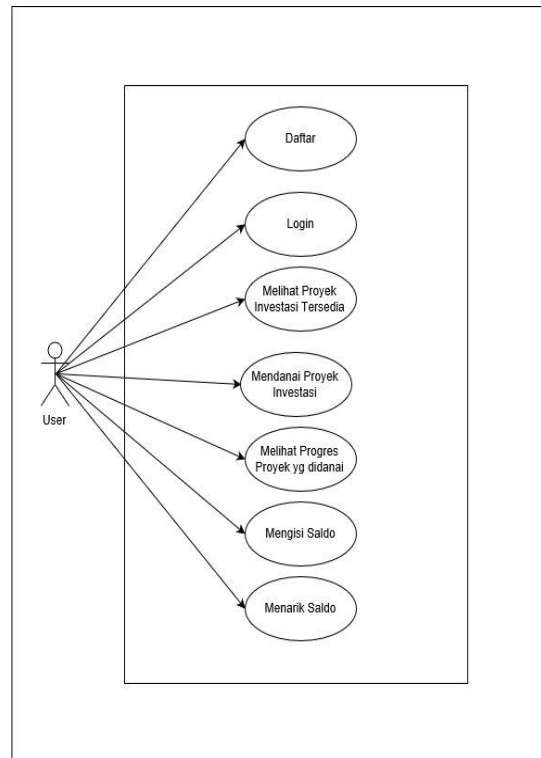 Daftar
Login
Melihat Proyek
Investasi Tersedia
Mendanai Proyek
Investasi
User
Melihat Progres
Proyek yg didanai
Mengisi Saldo
Menarik Saldo